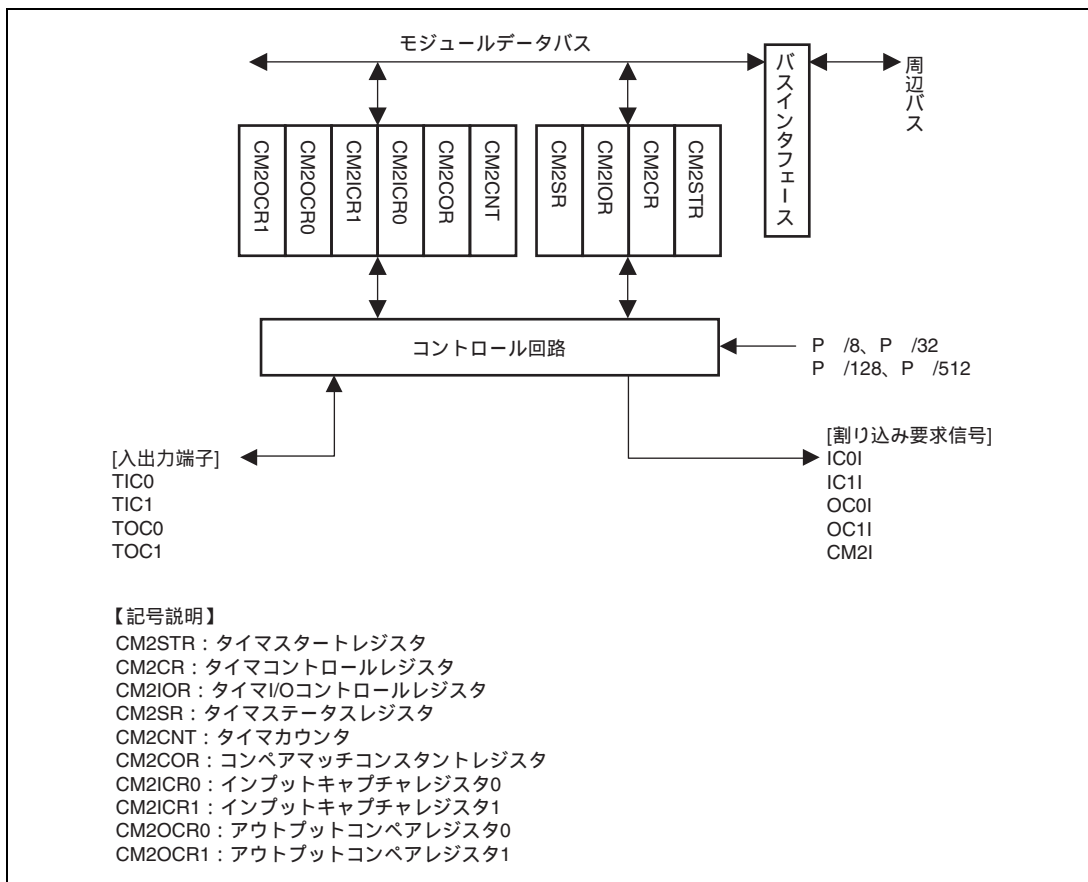 モジュールデータバス
バスインタフェース
周辺バス
CM2OCR1
CM2OCR0
CM2ICR1
CM2ICR0
CM2COR
CM2CNT
CM2SR
CM2IOR
CM2CR
CM2STR
コントロール回路
P /8、P /32
P /128、P /512
[入出力端子]
TIC0
TIC1
TOC0
TOC1
[割り込み要求信号]
IC0I
IC1I
OC0I
OC1I
CM2I
【記号説明】
CM2STR：タイマスタートレジスタ
CM2CR：タイマコントロールレジスタ
CM2IOR：タイマI/Oコントロールレジスタ
CM2SR：タイマステータスレジスタ
CM2CNT：タイマカウンタ
CM2COR：コンペアマッチコンスタントレジスタ
CM2ICR0：インプットキャプチャレジスタ0
CM2ICR1：インプットキャプチャレジスタ1
CM2OCR0：アウトプットコンペアレジスタ0
CM2OCR1：アウトプットコンペアレジスタ1